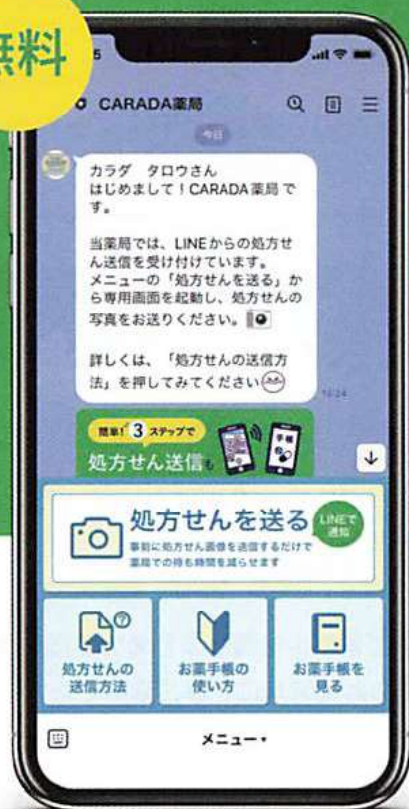 無料
CARADA薬局
今日
カラダ タロウさん
はじめまして！CARADA薬局で
す。
当薬局では、LINEからの処方せ
ん送信を受け付けています。
メニューの「処方せんを送る」か
ら専用画面を起動し、処方せんの
写真をお送りください。
詳しくは、「処方せんの送信方
法」を押してみてください
10:24
簡単！3ステップで
処方せん送信も
手帳
処方せんを送る
LINEで
通知
事前に処方せん画像を送信するだけで
薬局での待ち時間を減らせます
処方せんの
送信方法
お薬手帳の
使い方
お薬手帳を
見る
メニュー